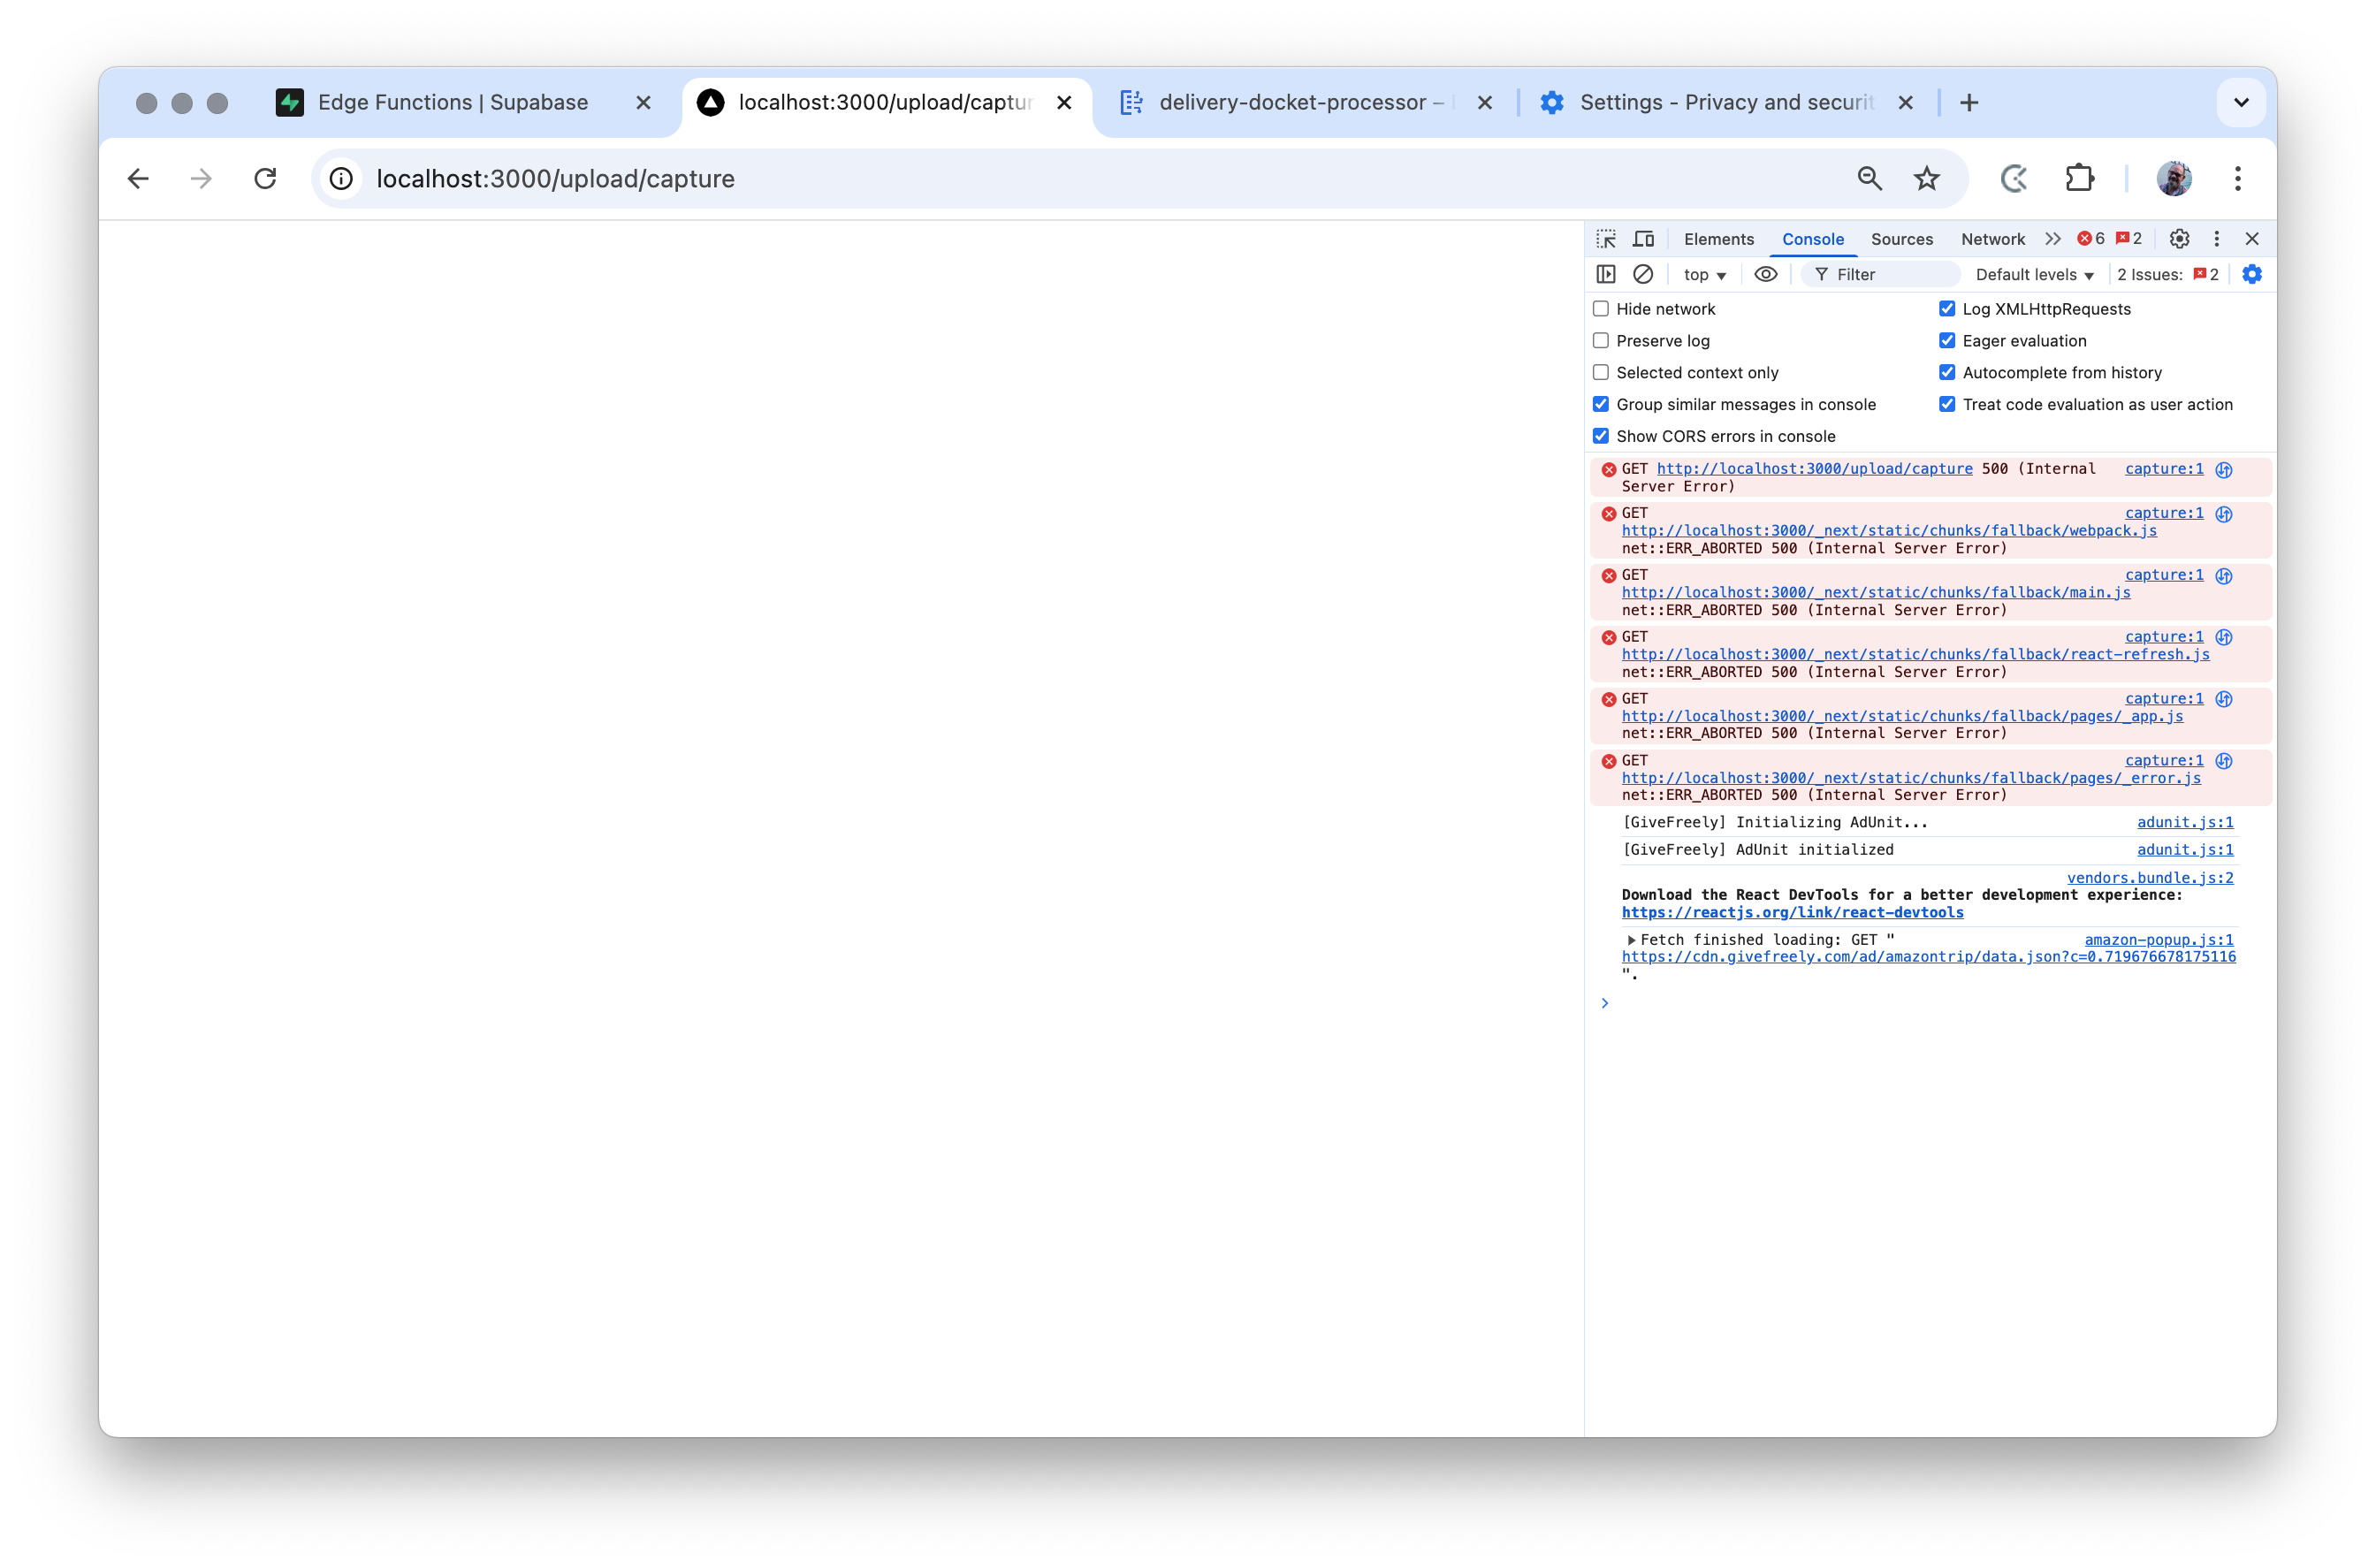 Edge Functions | Supabase
localhost:3000/upload/captur
delivery-docket-processor –
Settings - Privacy and securit
localhost:3000/upload/capture
Elements
Console
Sources
Network
6
2
top
Filter
Default levels
2 Issues:
2
Hide network
Log XMLHttpRequests
Preserve log
Eager evaluation
Selected context only
Autocomplete from history
Group similar messages in console
Treat code evaluation as user action
Show CORS errors in console
GET http://localhost:3000/upload/capture 500 (Internal capture:1
Server Error)
GET capture:1
http://localhost:3000/_next/static/chunks/fallback/webpack.js
net::ERR_ABORTED 500 (Internal Server Error)
GET capture:1
http://localhost:3000/_next/static/chunks/fallback/main.js
net::ERR_ABORTED 500 (Internal Server Error)
GET capture:1
http://localhost:3000/_next/static/chunks/fallback/react-refresh.js
net::ERR_ABORTED 500 (Internal Server Error)
GET capture:1
http://localhost:3000/_next/static/chunks/fallback/pages/_app.js
net::ERR_ABORTED 500 (Internal Server Error)
GET capture:1
http://localhost:3000/_next/static/chunks/fallback/pages/_error.js
net::ERR_ABORTED 500 (Internal Server Error)
[GiveFreely] Initializing AdUnit... adunit.js:1
[GiveFreely] AdUnit initialized adunit.js:1
vendors.bundle.js:2
Download the React DevTools for a better development experience:
https://reactjs.org/link/react-devtools
Fetch finished loading: GET " amazon-popup.js:1
https://cdn.givefreely.com/ad/amazontrip/data.json?c=0.719676678175116
".